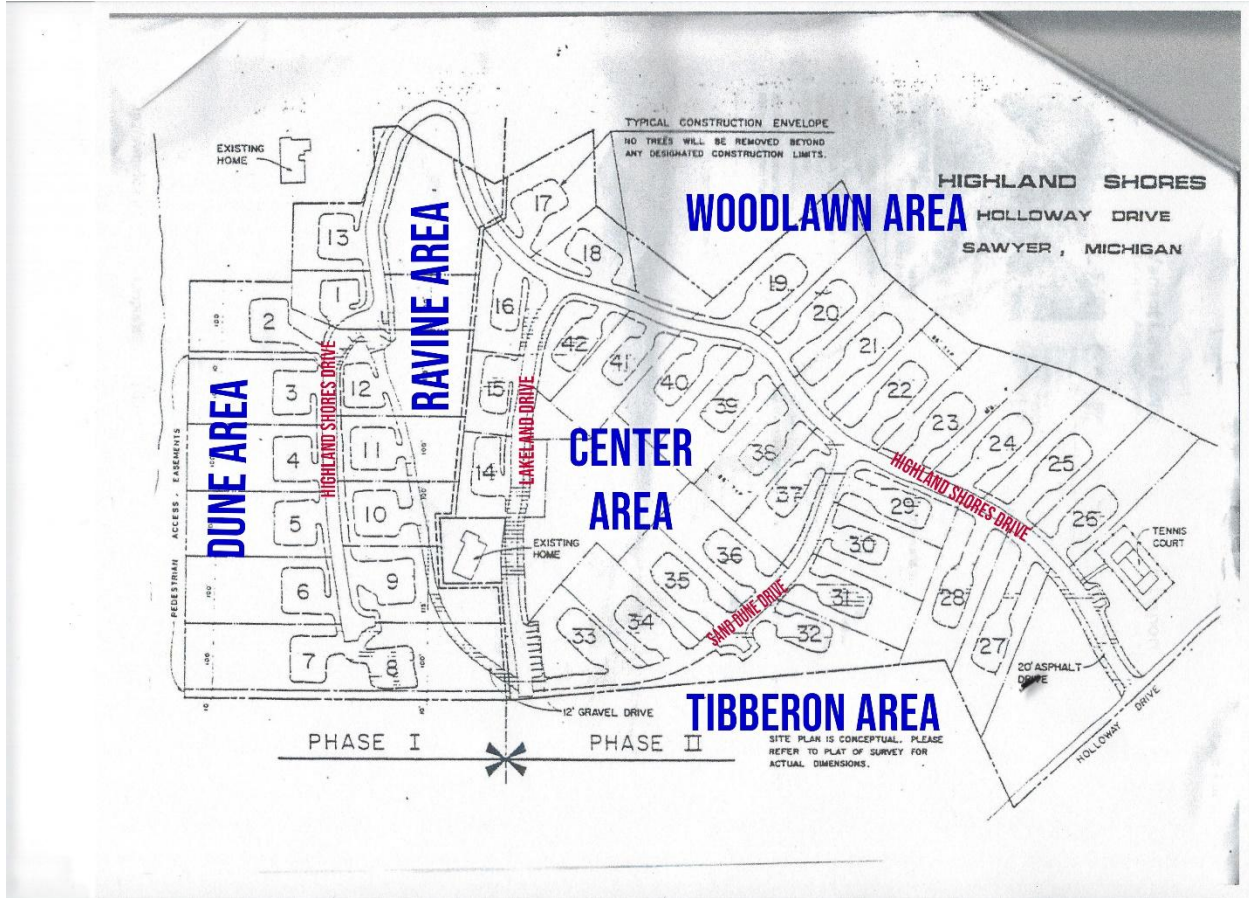 TYPICAL CONSTRUCTION ENVELOPE
NO TREES WILL BE REMOVED BEYOND
ANY DESIGNATED CONSTRUCTION LIMITS.
EXISTING
HOME
HIGHLAND SHORES
HOLLOWAY DRIVE
SAWYER, MICHIGAN
WOODLAWN AREA
RAVINE AREA
DUNE AREA
CENTER
AREA
TIBBERON AREA
HIGHLAND SHORES DRIVE
LAKELAND DRIVE
HIGHLAND SHORES DRIVE
SAND DUNE DRIVE
PEDESTRIAN ACCESS, EASEMENTS
13
1
2
3
4
5
6
7
8
9
10
11
12
14
15
16
17
18
19
20
21
22
23
24
25
26
27
28
29
30
31
32
33
34
35
36
37
38
39
40
41
42
EXISTING
HOME
TENNIS
COURT
20' ASPHALT
DRIVE
HOLLOWAY DRIVE
12' GRAVEL DRIVE
PHASE I
PHASE II
SITE PLAN IS CONCEPTUAL. PLEASE
REFER TO PLAT OF SURVEY FOR
ACTUAL DIMENSIONS.